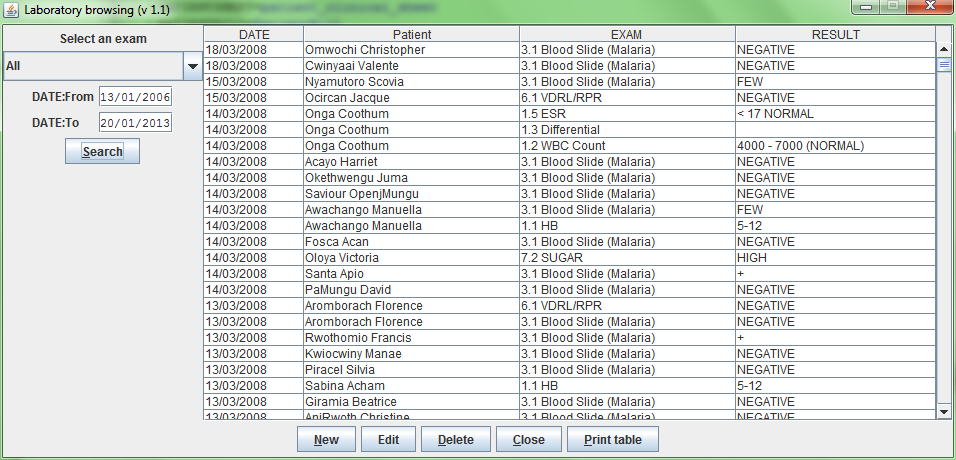 Laboratory browsing (v 1.1)
Select an exam
All
DATE:From 13/01/2006
DATE:To 20/01/2013
Search
DATE Patient EXAM RESULT
18/03/2008 Omwochi Christopher 3.1 Blood Slide (Malaria) NEGATIVE
18/03/2008 Cwinyaai Valente 3.1 Blood Slide (Malaria) NEGATIVE
15/03/2008 Nyamutoro Scovia 3.1 Blood Slide (Malaria) FEW
15/03/2008 Ocircan Jacque 6.1 VDRL/RPR NEGATIVE
14/03/2008 Onga Coothum 1.5 ESR < 17 NORMAL
14/03/2008 Onga Coothum 1.3 Differential
14/03/2008 Onga Coothum 1.2 WBC Count 4000 - 7000 (NORMAL)
14/03/2008 Acayo Harriet 3.1 Blood Slide (Malaria) NEGATIVE
14/03/2008 Okethwengu Juma 3.1 Blood Slide (Malaria) NEGATIVE
14/03/2008 Saviour OpenjMungu 3.1 Blood Slide (Malaria) NEGATIVE
14/03/2008 Awachango Manuella 3.1 Blood Slide (Malaria) FEW
14/03/2008 Awachango Manuella 1.1 HB 5-12
14/03/2008 Fosca Acan 3.1 Blood Slide (Malaria) NEGATIVE
14/03/2008 Oloya Victoria 7.2 SUGAR HIGH
14/03/2008 Santa Apio 3.1 Blood Slide (Malaria) +
14/03/2008 PaMungu David 3.1 Blood Slide (Malaria) NEGATIVE
13/03/2008 Aromborach Florence 6.1 VDRL/RPR NEGATIVE
13/03/2008 Aromborach Florence 3.1 Blood Slide (Malaria) NEGATIVE
13/03/2008 Rwothomio Francis 3.1 Blood Slide (Malaria) +
13/03/2008 Kwiocwiny Manae 3.1 Blood Slide (Malaria) NEGATIVE
13/03/2008 Piracel Silvia 3.1 Blood Slide (Malaria) NEGATIVE
13/03/2008 Sabina Acham 1.1 HB 5-12
13/03/2008 Giramia Beatrice 3.1 Blood Slide (Malaria) NEGATIVE
13/03/2008 AniRwoth Christine 3.1 Blood Slide (Malaria) NEGATIVE
New Edit Delete Close Print table